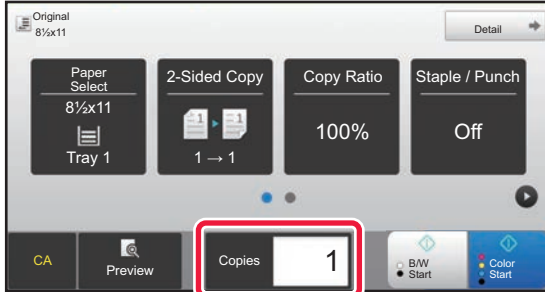 Original
8½x11
Detail
Paper
Select
8½x11
Tray 1
2-Sided Copy
1 → 1
Copy Ratio
100%
Staple / Punch
Off
CA
Preview
Copies
1
B/W
Start
Color
Start